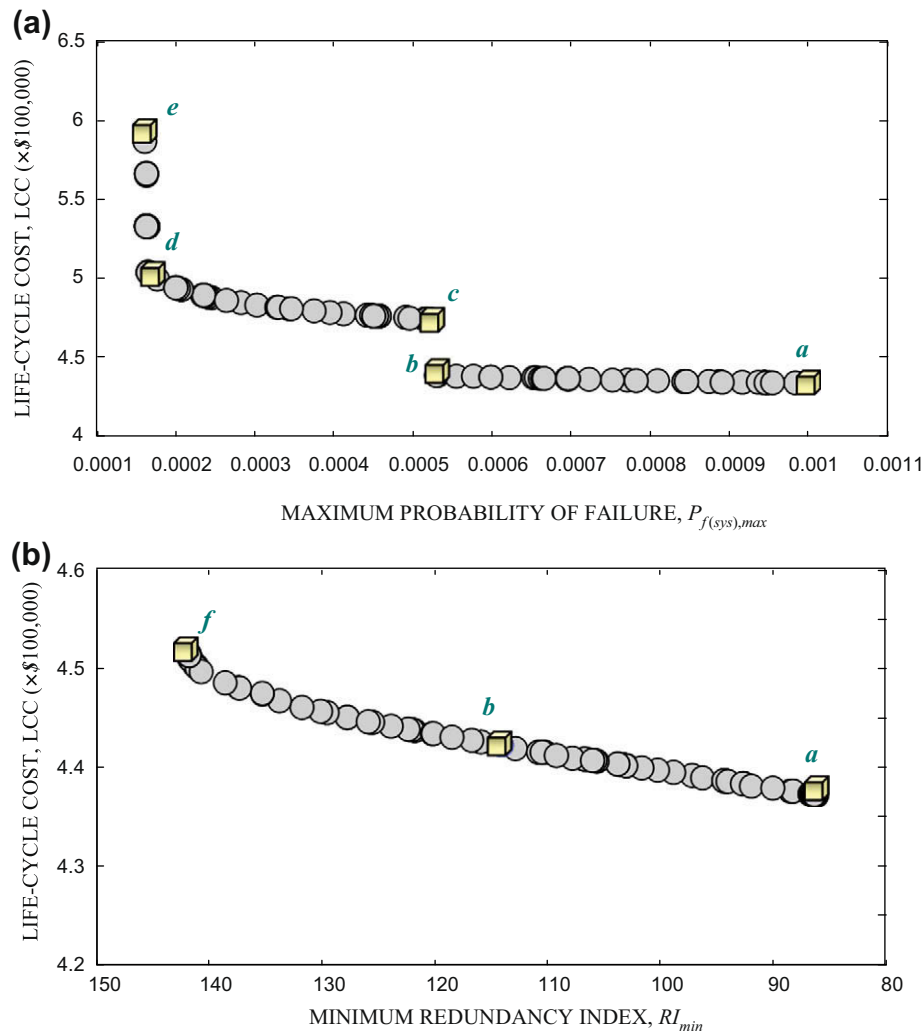 (a)
LIFE-CYCLE COST, LCC (×$100,000)
6.5
6
5.5
5
4.5
4
e
d
c
b
a
0.0001 0.0002 0.0003 0.0004 0.0005 0.0006 0.0007 0.0008 0.0009 0.001 0.0011
MAXIMUM PROBABILITY OF FAILURE, Pf(sys),max
(b)
LIFE-CYCLE COST, LCC (×$100,000)
4.6
4.5
4.4
4.3
4.2
f
b
a
150 140 130 120 110 100 90 80
MINIMUM REDUNDANCY INDEX, RImin